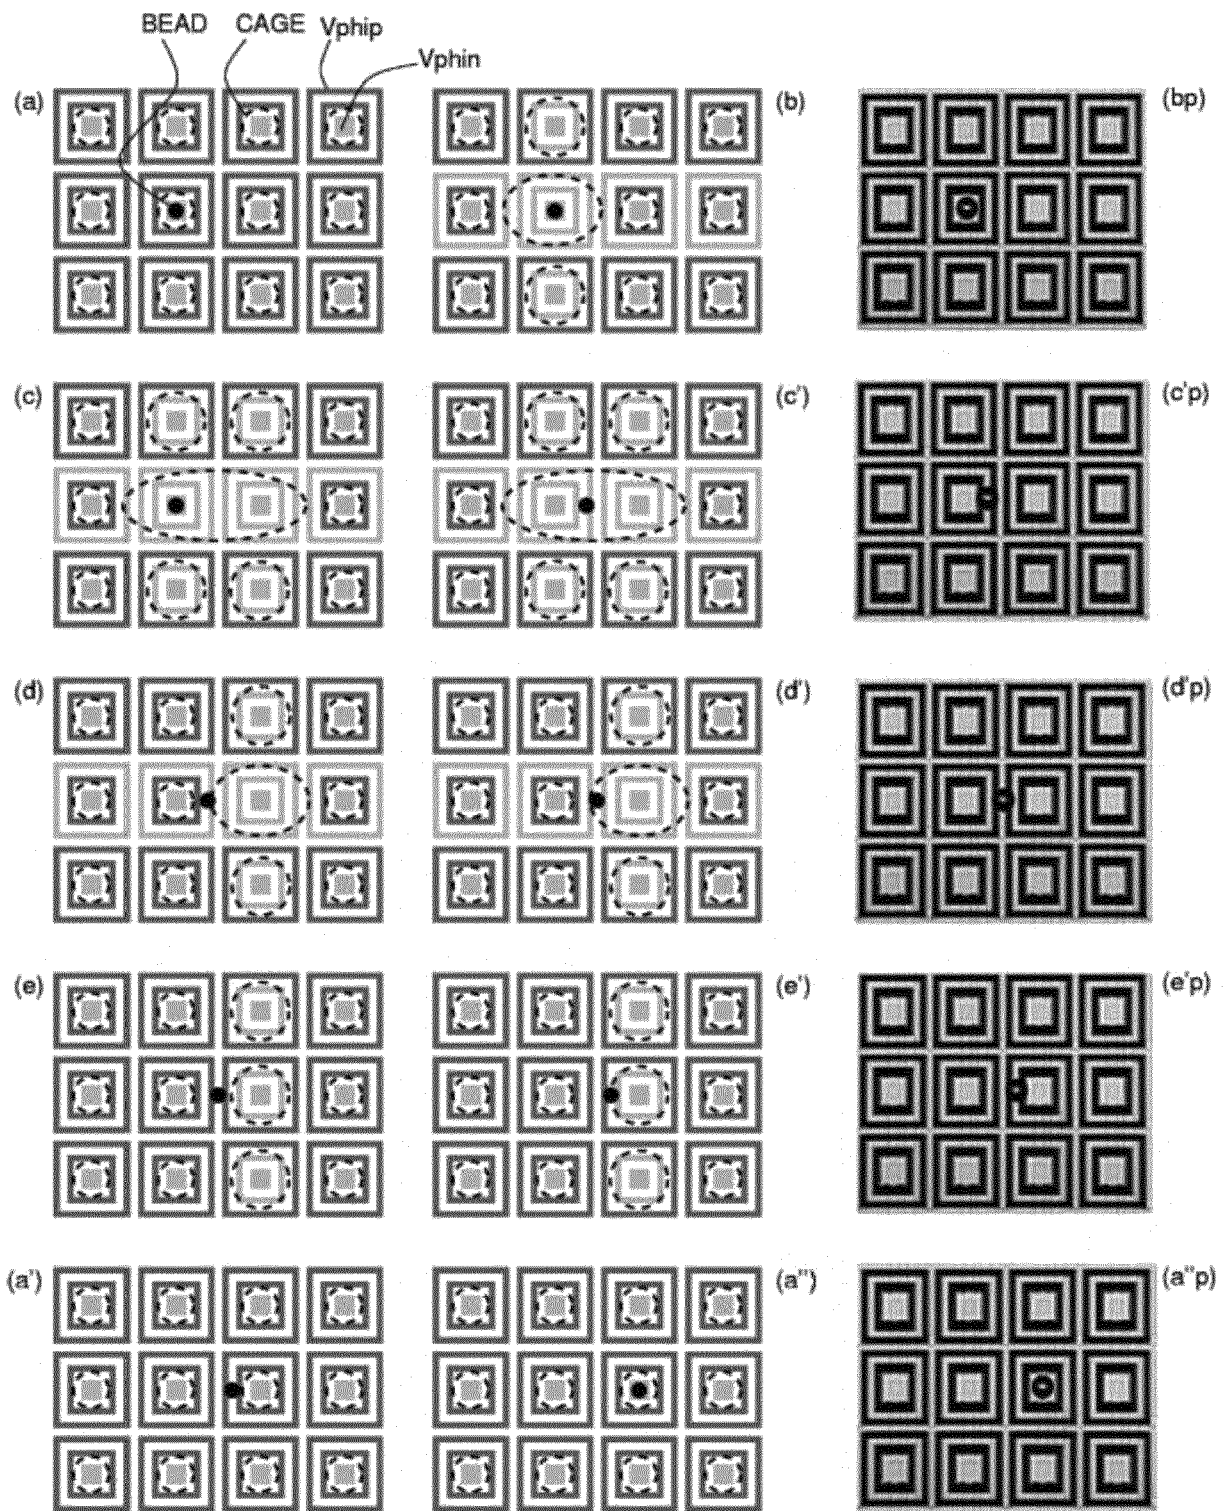 BEAD CAGE Vphip
Vphin
(a) (b) (bp)
(c) (c') (c'p)
(d) (d') (d'p)
(e) (e') (e'p)
(a') (a'') (a''p)